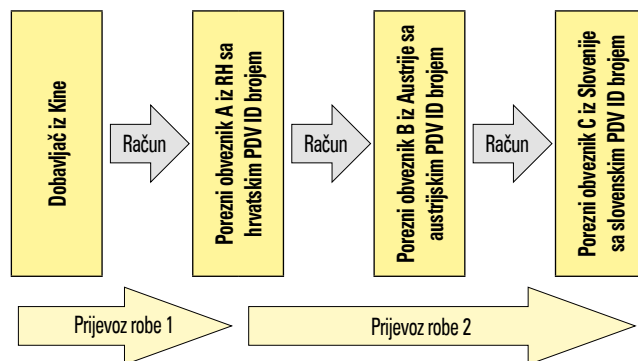 Dobavljač iz Kine
Račun
Porezni obveznik A iz RH sa
hrvatskim PDV ID brojem
Račun
Porezni obveznik B iz Austrije sa
austrijskim PDV ID brojem
Račun
Porezni obveznik C iz Slovenije
sa slovenskim PDV ID brojem
Prijevoz robe 1
Prijevoz robe 2